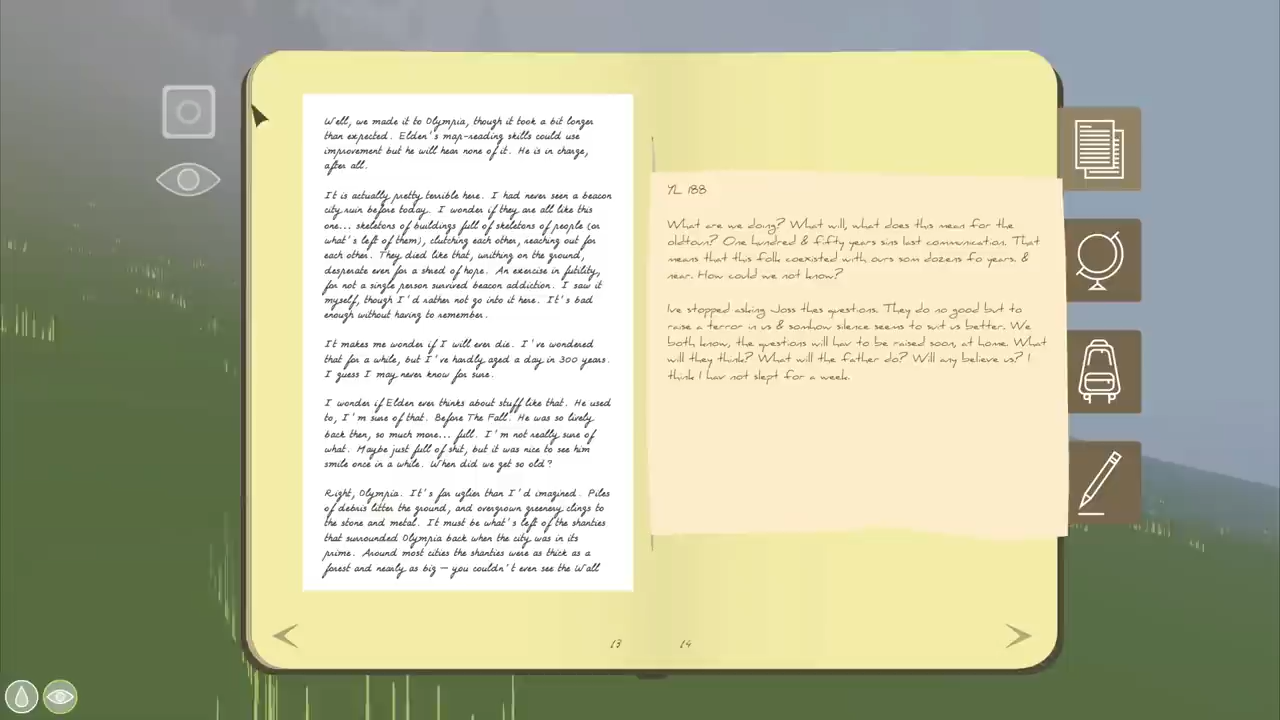 Well, we made it to Olympia, though it took a bit longer
than expected. Elden's map-reading skills could use
improvement but he will hear none of it. He is in charge,
after all.
It is actually pretty terrible here. I had never seen a beacon
city ruin before today. I wonder if they are all like this
one... skeletons of buildings full of skeletons of people (or
what's left of them), clutching each other, reaching out for
each other. They died like that, writhing on the ground,
desperate even for a shred of hope. An exercise in futility,
for not a single person survived beacon addiction. I saw it
myself, though I'd rather not go into it here. It's bad
enough without having to remember.
It makes me wonder if I will ever die. I've wondered
that for a while, but I've hardly aged a day in 300 years.
I guess I may never know for sure.
I wonder if Elden ever thinks about stuff like that. He used
to, I'm sure of that. Before The Fall. He was so lively
back then, so much more... full. I'm not really sure of
what. Maybe just full of shit, but it was nice to see him
smile once in a while. When did we get so old?
Right, Olympia. It's far uglier than I'd imagined. Piles
of debris litter the ground, and overgrown greenery clings to
the stone and metal. It must be what's left of the shanties
that surrounded Olympia back when the city was in its
prime. Around most cities the shanties were as thick as a
forest and nearly as big — you couldn't even see the Wall
13
YL 188
What are we doing? What will, what does this mean for the
oldtown? One hundred & fifty years sins last communication. That
means that this folk coexisted with ours som dozens fo years. &
near. How could we not know?
Ive stopped asking Joss thes questions. They do no good but to
raise a terror in us & somhow silence seems to suit us better. We
both know, the questions will hav to be raised soon, at home. What
will they think? What will the father do? Will any believe us? I
think I hav not slept for a week.
14